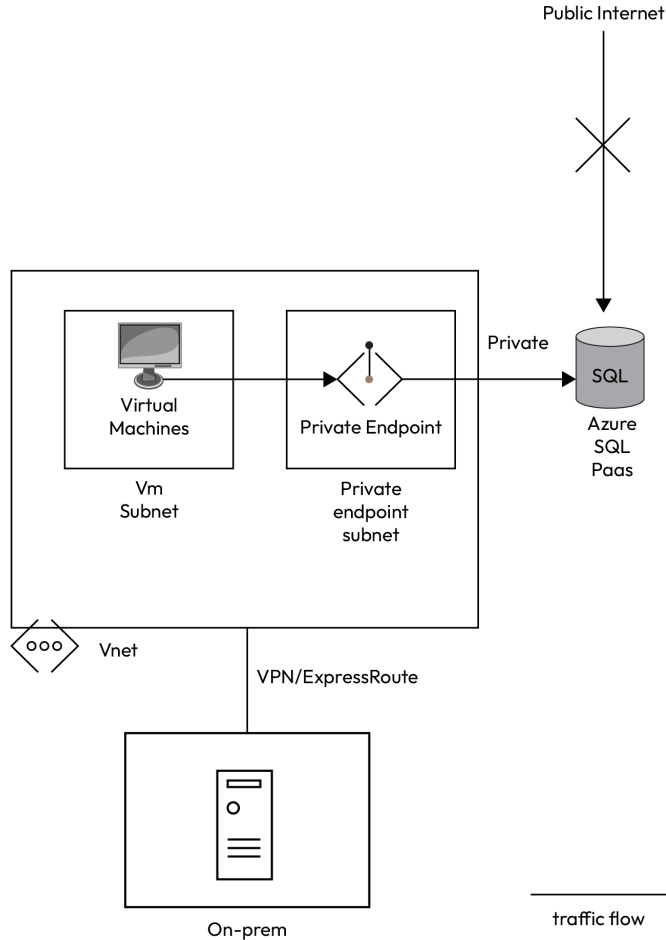 Public Internet
Private
SQL
Azure
SQL
Paas
Virtual
Machines
Private Endpoint
Vm
Subnet
Private
endpoint
subnet
Vnet
VPN/ExpressRoute
On-prem
traffic flow